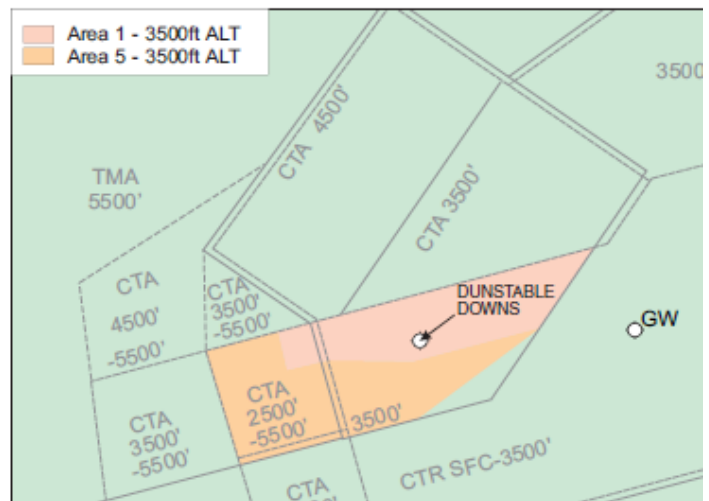 Area 1 - 3500ft ALT
Area 5 - 3500ft ALT
3500
CTA 4500'
TMA
5500'
CTA 3500'
CTA
4500'
-5500'
CTA
3500'
-5500'
DUNSTABLE
DOWNS
GW
CTA
2500'
-5500'
3500'
CTA
3500'
-5500'
CTR SFC-3500'
CTA